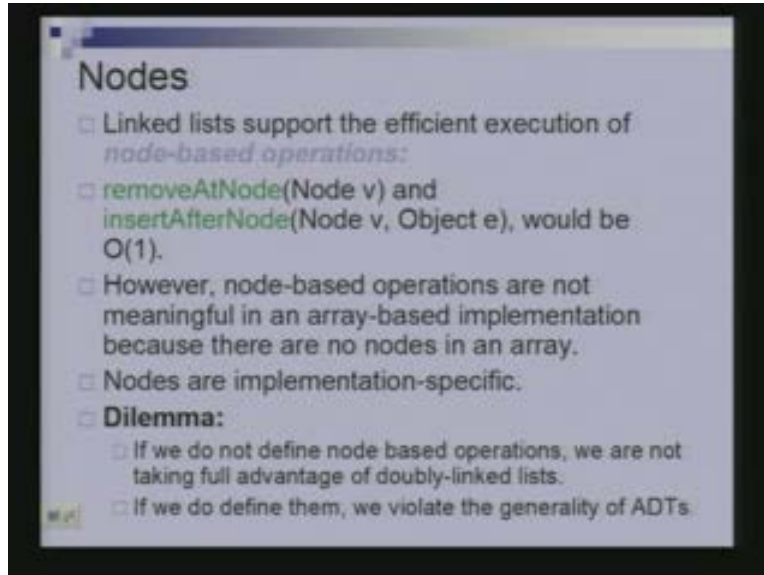 Nodes
Linked lists support the efficient execution of
node-based operations:
removeAtNode(Node v) and
insertAfterNode(Node v, Object e), would be
O(1).
However, node-based operations are not
meaningful in an array-based implementation
because there are no nodes in an array.
Nodes are implementation-specific.
Dilemma:
If we do not define node based operations, we are not
taking full advantage of doubly-linked lists.
If we do define them, we violate the generality of ADTs